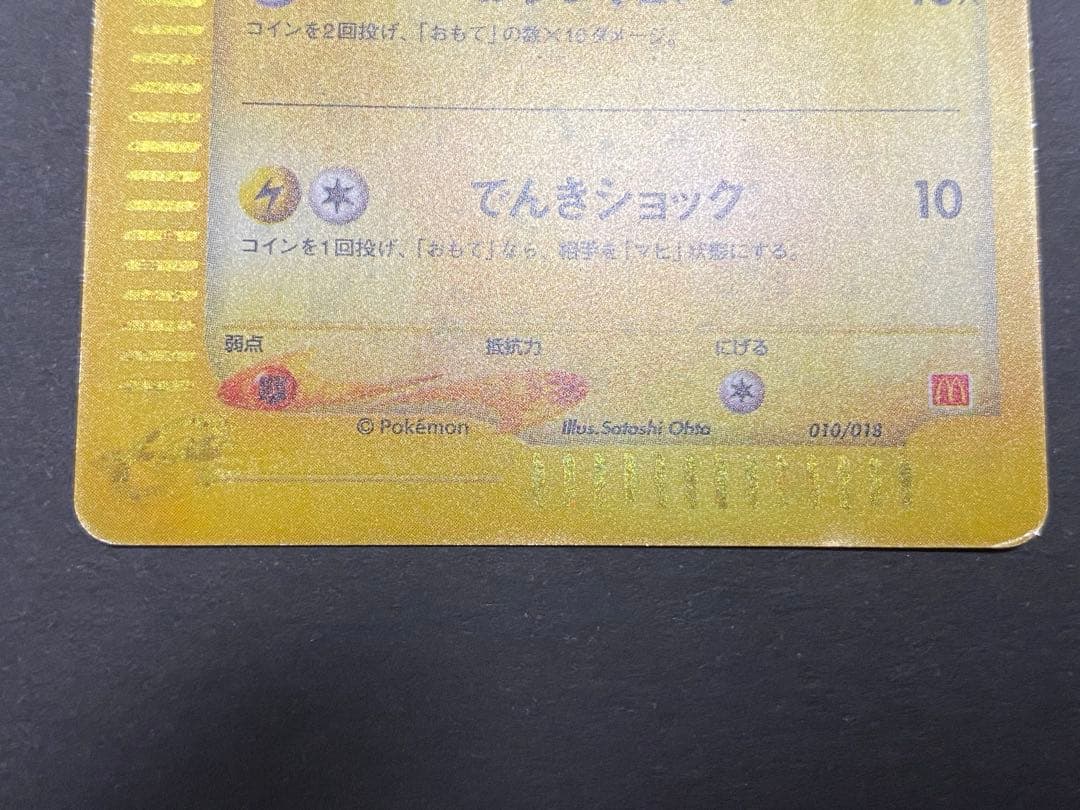 コインを2回投げ、「おもて」の数×10ダメージ。
でんきショック 10
コインを1回投げ、「おもて」なら、相手を「マヒ」状態にする。
弱点 抵抗力 にげる
© Pokémon Illus. Satoshi Ohta 010/018